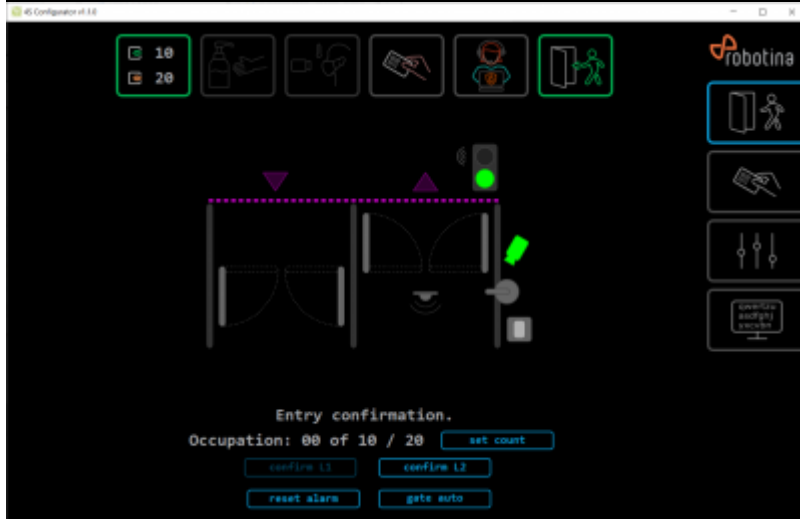 4S Configurator v1.3.0
10
20
robotina
Entry confirmation.
Occupation: 00 of 10 / 20 set count
confirm L1 confirm L2
reset alarm gate auto